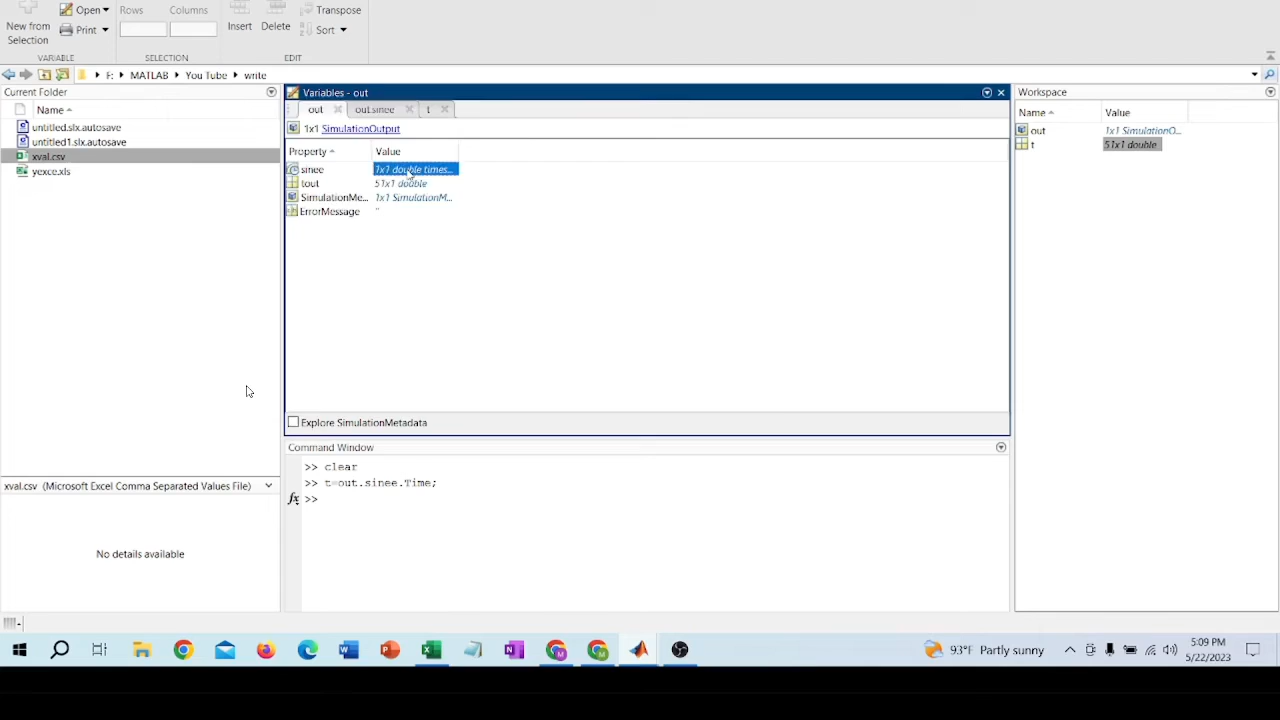 Open
Rows
Columns
Transpose
New from
Selection
Print
Insert
Delete
Sort
VARIABLE
SELECTION
EDIT
F:
MATLAB
You Tube
write
Current Folder
Variables - out
Workspace
Name
out
out.sinee
t
1x1 SimulationOutput
Name
Value
untitled.slx.autosave
untitled1.slx.autosave
xval.csv
yexce.xls
Property
Value
sinee
1x1 double times...
tout
51x1 double
SimulationMe...
1x1 SimulationM...
ErrorMessage
''
out
1x1 SimulationO...
t
51x1 double
Explore SimulationMetadata
Command Window
>> clear
>> t=out.sinee.Time;
fx >>
xval.csv (Microsoft Excel Comma Separated Values File)
No details available
93°F Partly sunny
5:09 PM
5/22/2023